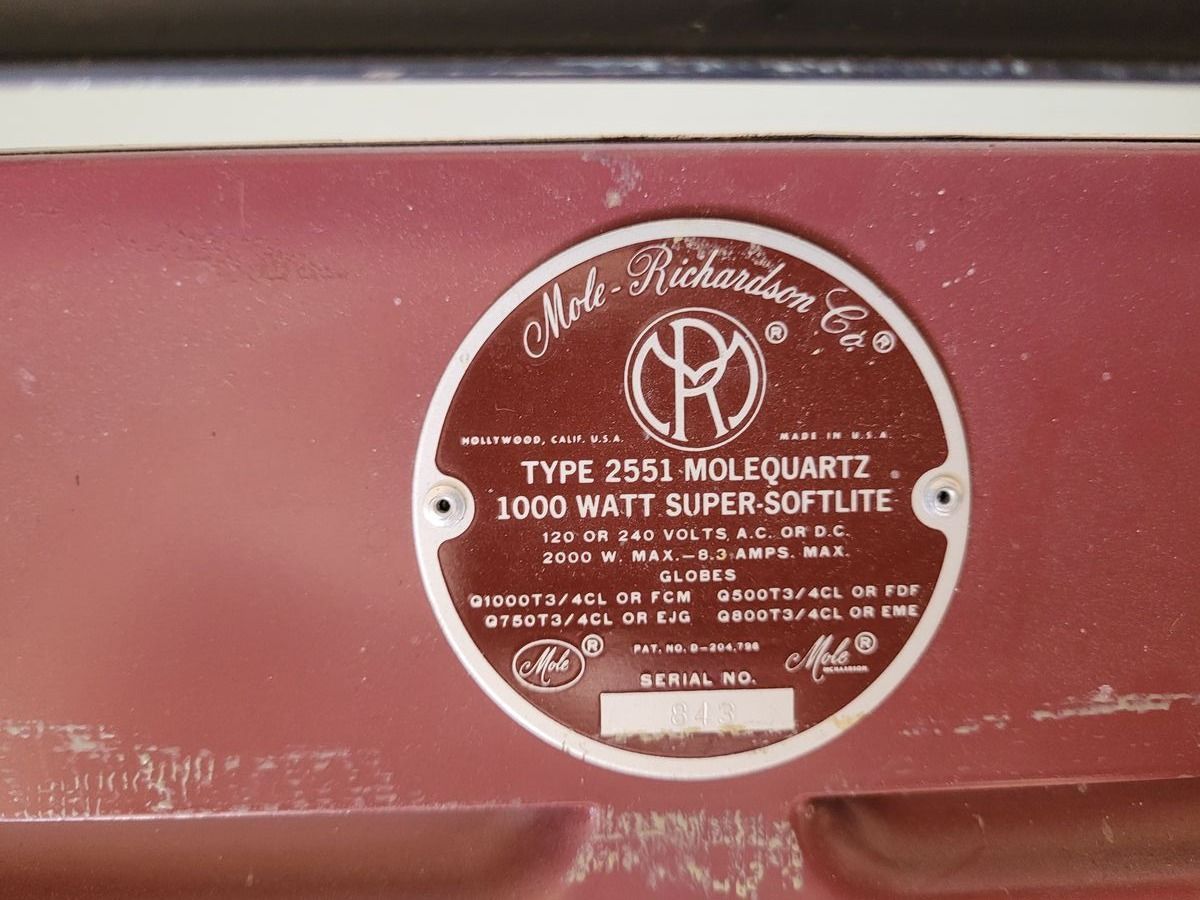 Mole-Richardson Co. ®
MR ®
HOLLYWOOD, CALIF. U.S.A. MADE IN U.S.A.
TYPE 2551 MOLEQUARTZ
1000 WATT SUPER-SOFTLITE
120 OR 240 VOLTS A.C. OR D.C.
2000 W. MAX.—8.3 AMPS. MAX.
GLOBES
Q1000T3/4CL OR FCM Q500T3/4CL OR FDF
Q750T3/4CL OR EJG Q800T3/4CL OR EME
Mole ® PAT. NO. D-204,796 Mole ®
RICHARDSON
SERIAL NO.
843